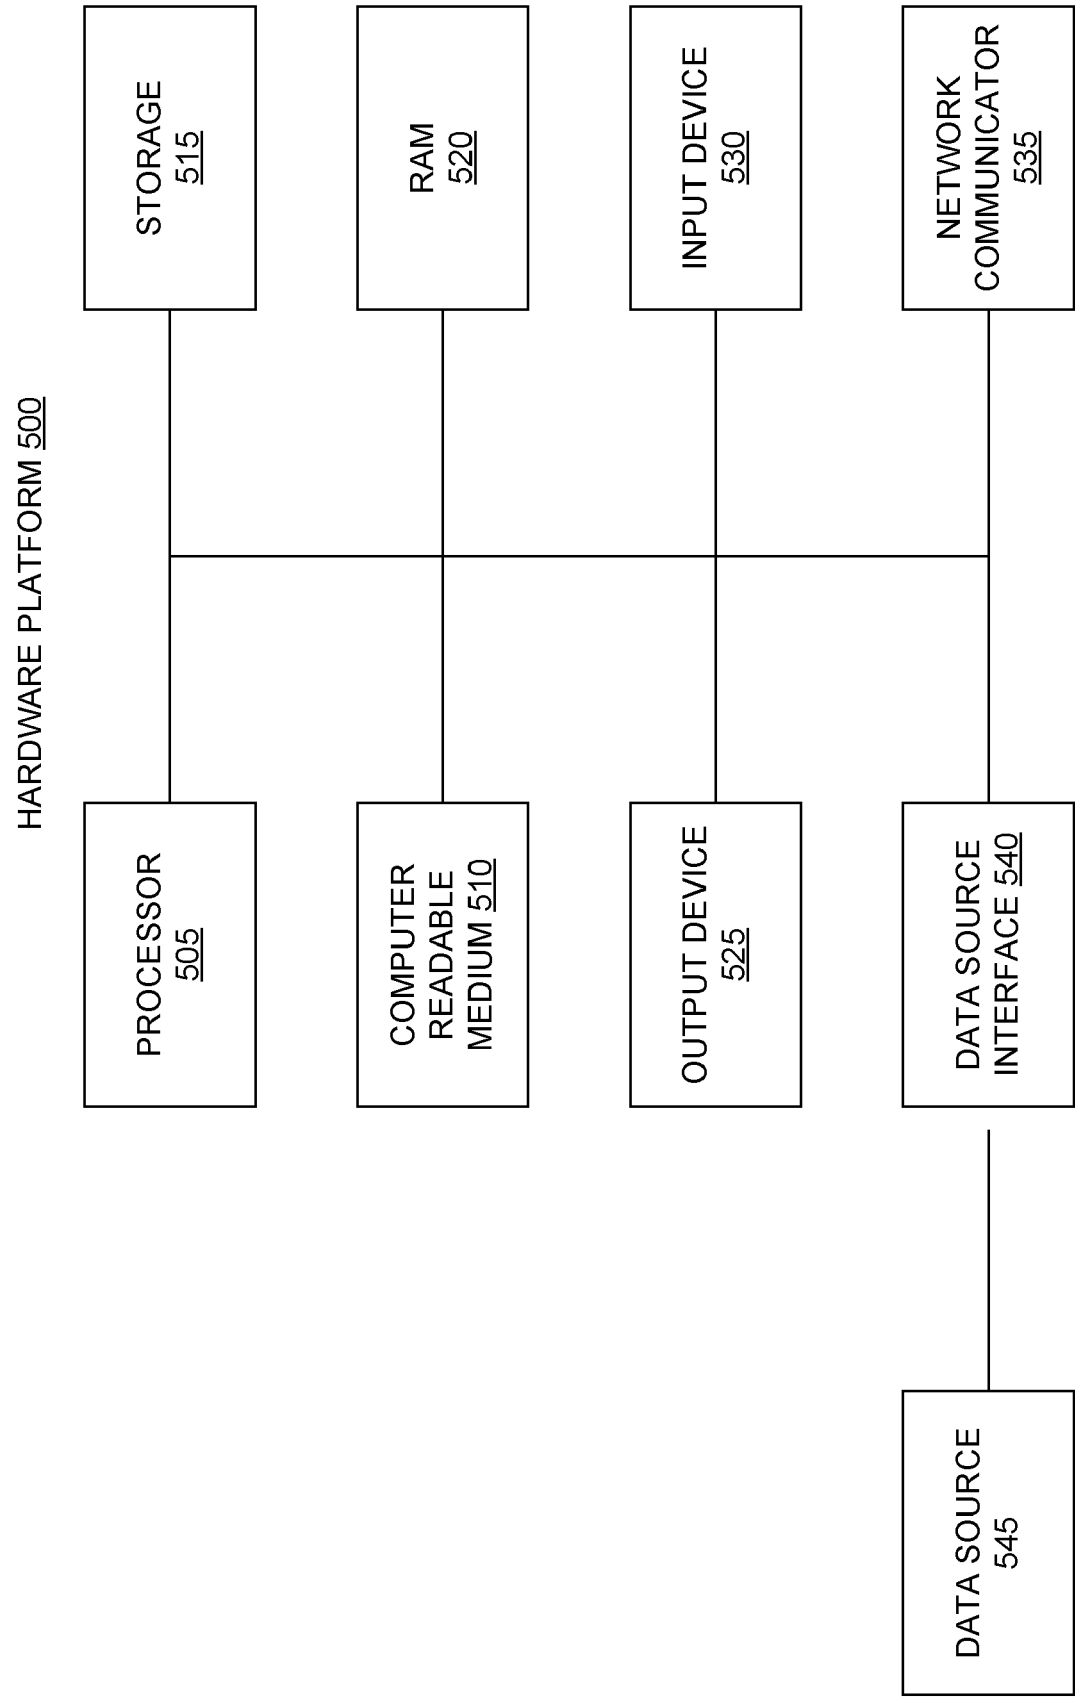 HARDWARE PLATFORM 500
PROCESSOR
505
STORAGE
515
COMPUTER
READABLE
MEDIUM 510
RAM
520
OUTPUT DEVICE
525
INPUT DEVICE
530
DATA SOURCE
545
DATA SOURCE
INTERFACE 540
NETWORK
COMMUNICATOR
535